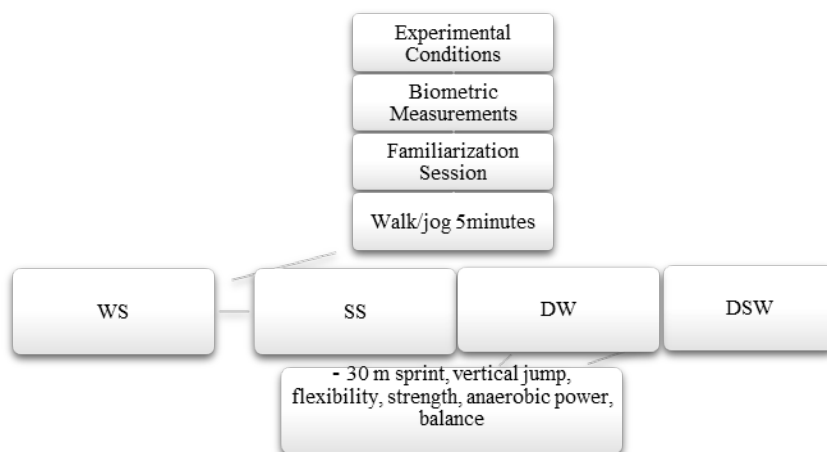 Experimental
Conditions
Biometric
Measurements
Familiarization
Session
Walk/jog 5minutes
WS
SS
DW
DSW
- 30 m sprint, vertical jump,
flexibility, strength, anaerobic power,
balance